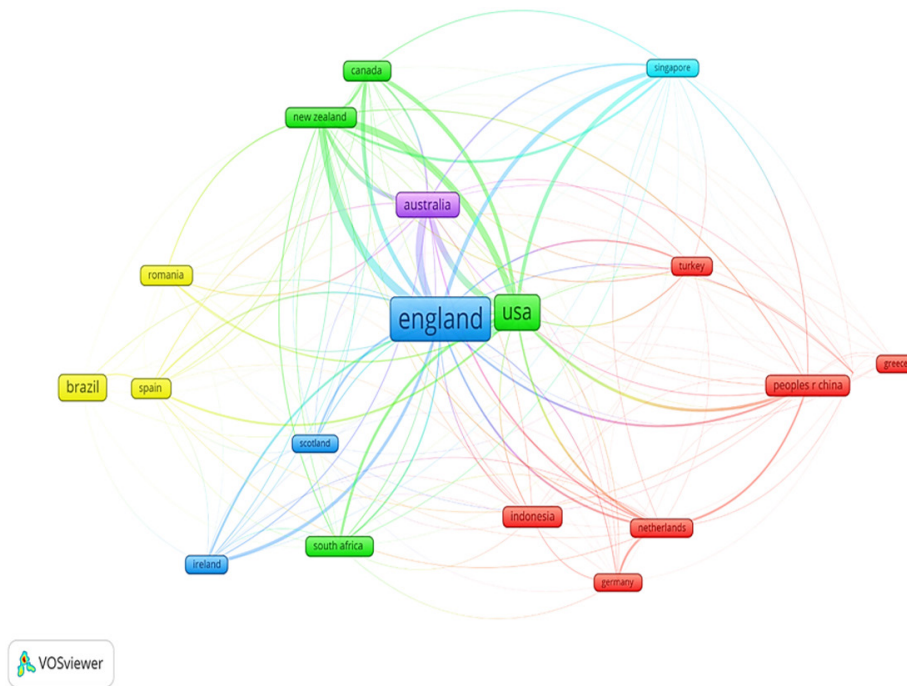 canada
singapore
new zealand
australia
romania
turkey
england
usa
greece
peoples r china
brazil
spain
scotland
indonesia
netherlands
south africa
ireland
germany
VOSviewer